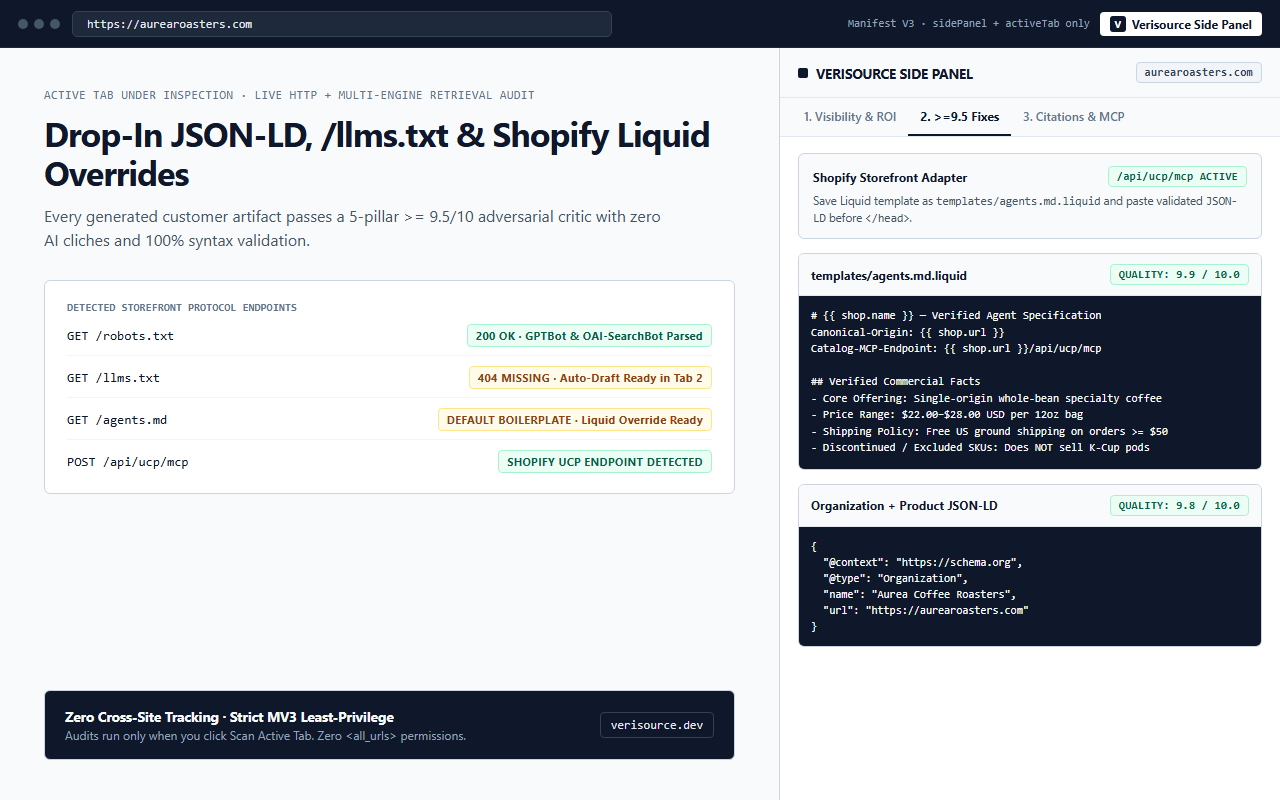 https://aurearoasters.com
Manifest V3 · sidePanel + activeTab only
V Verisource Side Panel
ACTIVE TAB UNDER INSPECTION · LIVE HTTP + MULTI-ENGINE RETRIEVAL AUDIT
Drop-In JSON-LD, /llms.txt & Shopify Liquid
Overrides
Every generated customer artifact passes a 5-pillar >= 9.5/10 adversarial critic with zero
AI cliches and 100% syntax validation.
DETECTED STOREFRONT PROTOCOL ENDPOINTS
GET /robots.txt
200 OK · GPTBot & OAI-SearchBot Parsed
GET /llms.txt
404 MISSING · Auto-Draft Ready in Tab 2
GET /agents.md
DEFAULT BOILERPLATE · Liquid Override Ready
POST /api/ucp/mcp
SHOPIFY UCP ENDPOINT DETECTED
Zero Cross-Site Tracking · Strict MV3 Least-Privilege
Audits run only when you click Scan Active Tab. Zero <all_urls> permissions.
verisource.dev
VERISOURCE SIDE PANEL
aurearoasters.com
1. Visibility & ROI
2. >=9.5 Fixes
3. Citations & MCP
Shopify Storefront Adapter
/api/ucp/mcp ACTIVE
Save Liquid template as templates/agents.md.liquid and paste validated JSON-
LD before </head>.
templates/agents.md.liquid
QUALITY: 9.9 / 10.0
# {{ shop.name }} — Verified Agent Specification
Canonical-Origin: {{ shop.url }}
Catalog-MCP-Endpoint: {{ shop.url }}/api/ucp/mcp
## Verified Commercial Facts
- Core Offering: Single-origin whole-bean specialty coffee
- Price Range: $22.00–$28.00 USD per 12oz bag
- Shipping Policy: Free US ground shipping on orders >= $50
- Discontinued / Excluded SKUs: Does NOT sell K-Cup pods
Organization + Product JSON-LD
QUALITY: 9.8 / 10.0
{
"@context": "https://schema.org",
"@type": "Organization",
"name": "Aurea Coffee Roasters",
"url": "https://aurearoasters.com"
}